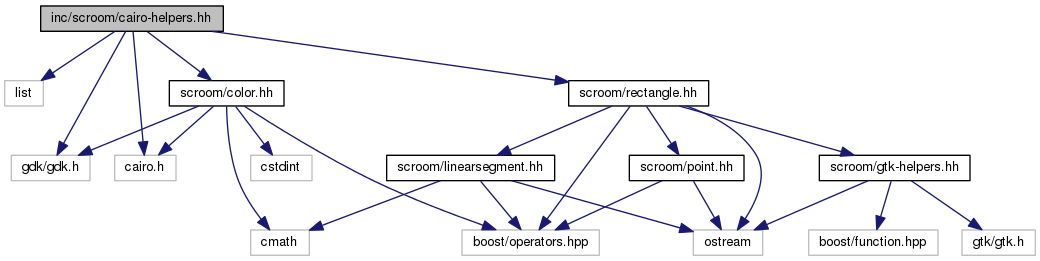 inc/scroom/cairo-helpers.hh
list
scroom/color.hh
scroom/rectangle.hh
gdk/gdk.h
cairo.h
cstdint
scroom/linearsegment.hh
scroom/point.hh
scroom/gtk-helpers.hh
cmath
boost/operators.hpp
ostream
boost/function.hpp
gtk/gtk.h